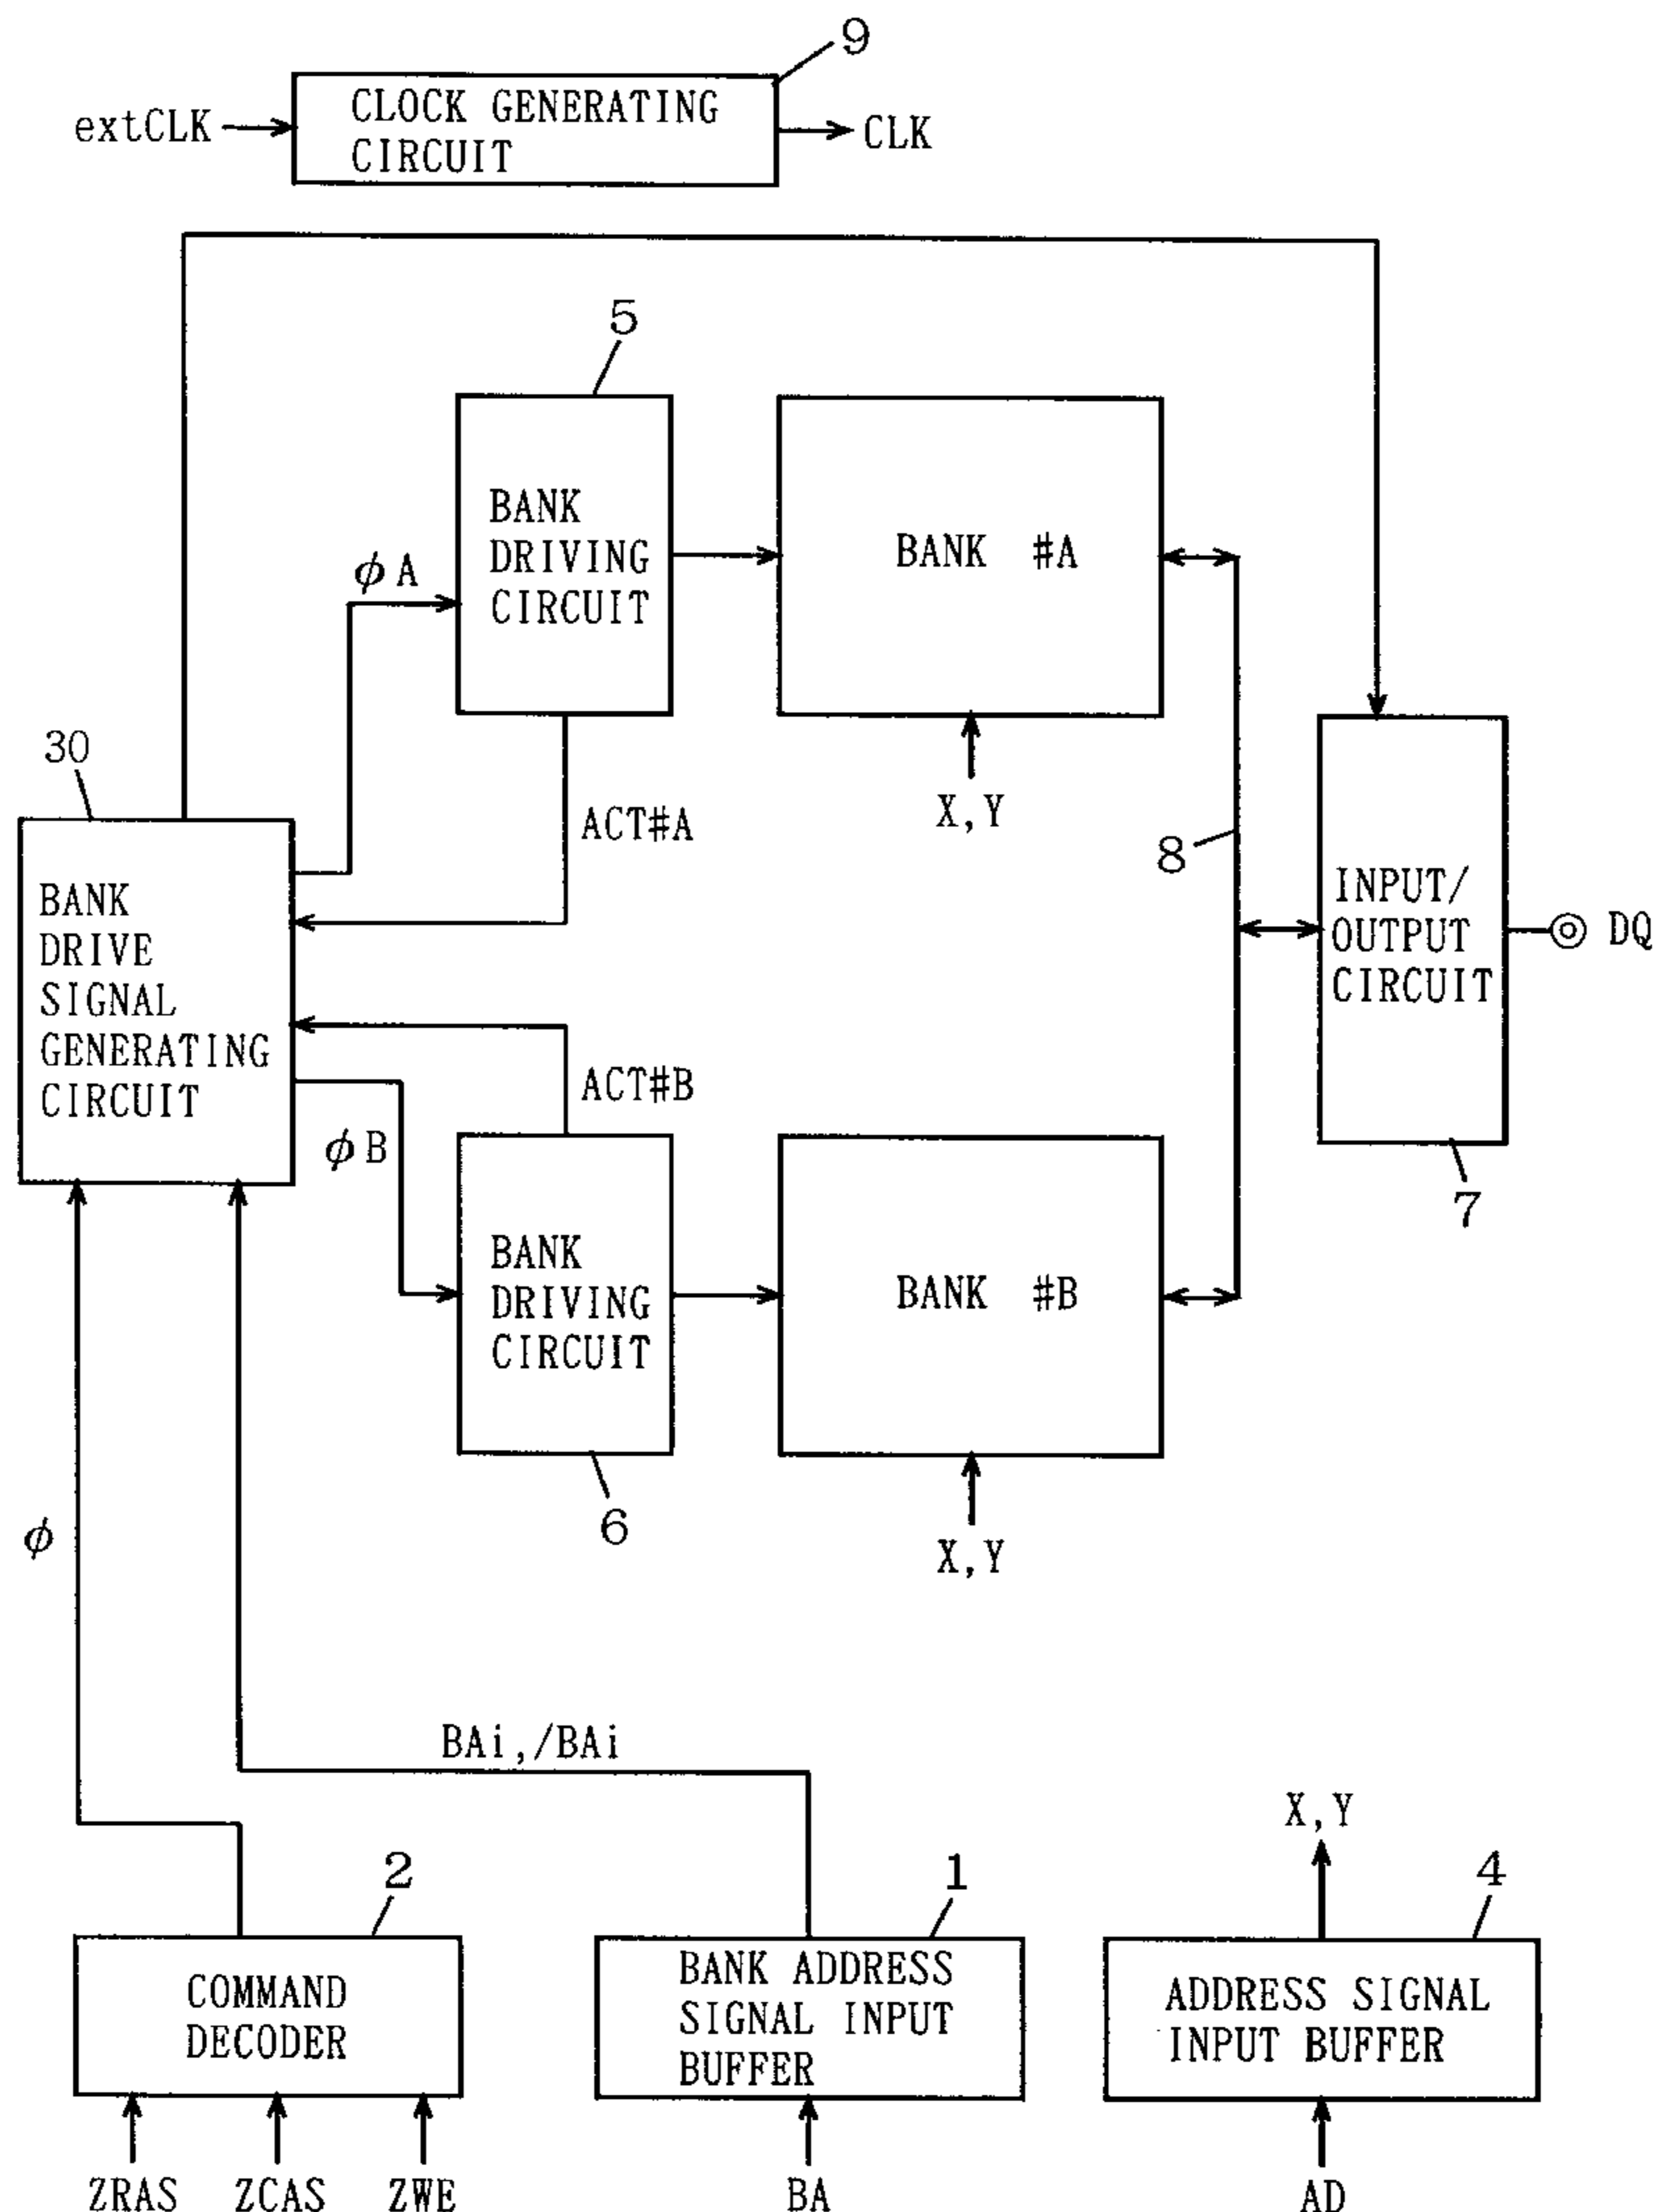 9
extCLK
CLOCK GENERATING
CIRCUIT
CLK
5
BANK
DRIVING
CIRCUIT
BANK #A
ϕA
30
ACT#A
X, Y
8
BANK
DRIVE
SIGNAL
GENERATING
CIRCUIT
INPUT/
OUTPUT
CIRCUIT
DQ
ACT#B
ϕB
7
BANK
DRIVING
CIRCUIT
BANK #B
6
ϕ
X, Y
BAi, /BAi
X, Y
2
1
4
COMMAND
DECODER
BANK ADDRESS
SIGNAL INPUT
BUFFER
ADDRESS SIGNAL
INPUT BUFFER
ZRAS ZCAS ZWE
BA
AD